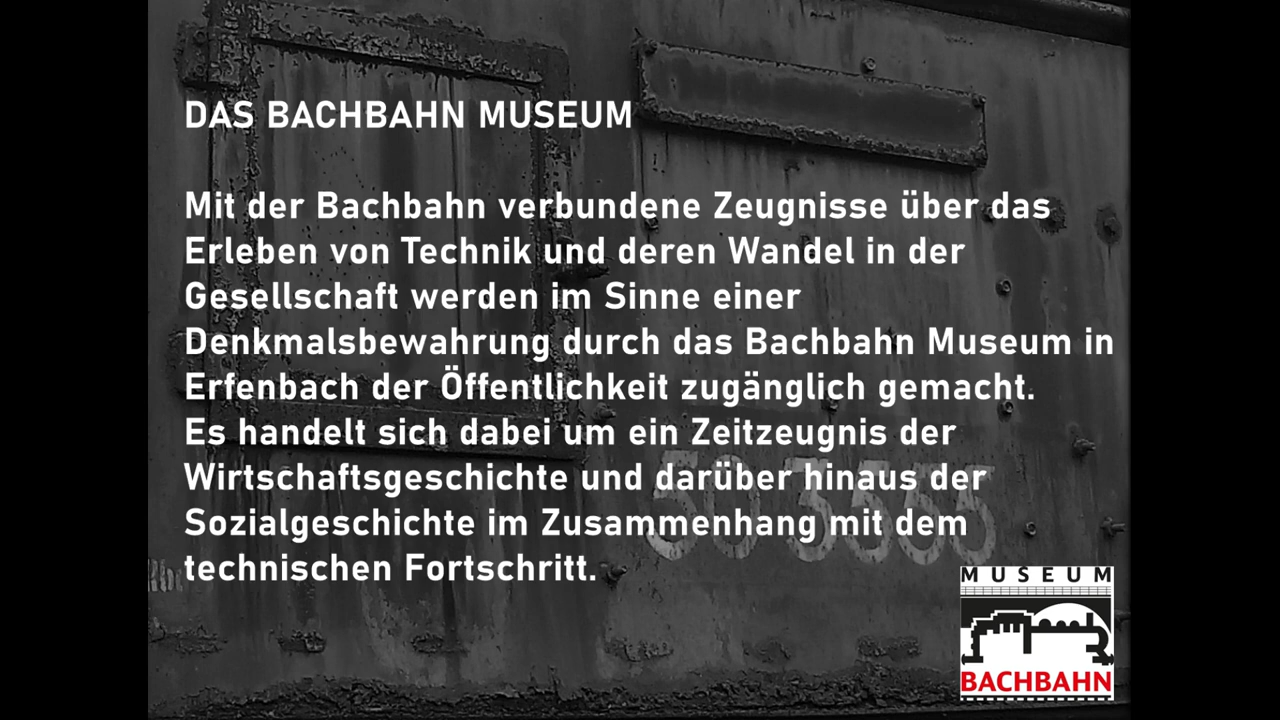 DAS BACHBAHN MUSEUM
Mit der Bachbahn verbundene Zeugnisse über das
Erleben von Technik und deren Wandel in der
Gesellschaft werden im Sinne einer
Denkmalsbewahrung durch das Bachbahn Museum in
Erfenbach der Öffentlichkeit zugänglich gemacht.
Es handelt sich dabei um ein Zeitzeugnis der
Wirtschaftsgeschichte und darüber hinaus der
Sozialgeschichte im Zusammenhang mit dem
technischen Fortschritt.
MUSEUM
BACHBAHN